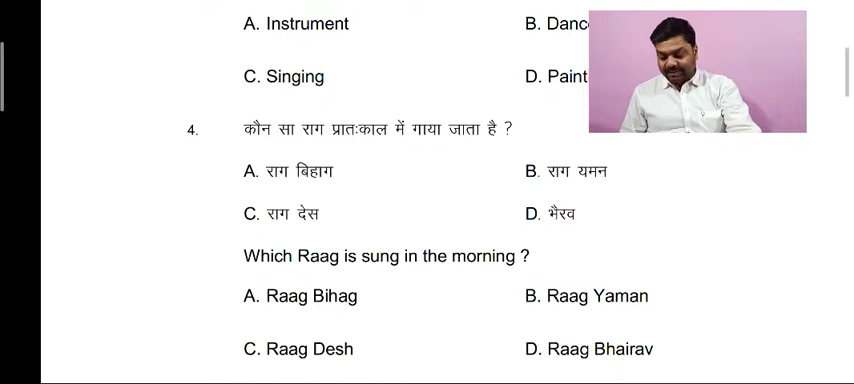 A. Instrument B. Danc
C. Singing D. Paint
4. कौन सा राग प्रातःकाल में गाया जाता है ?
A. राग बिहाग B. राग यमन
C. राग देस D. भैरव
Which Raag is sung in the morning ?
A. Raag Bihag B. Raag Yaman
C. Raag Desh D. Raag Bhairav